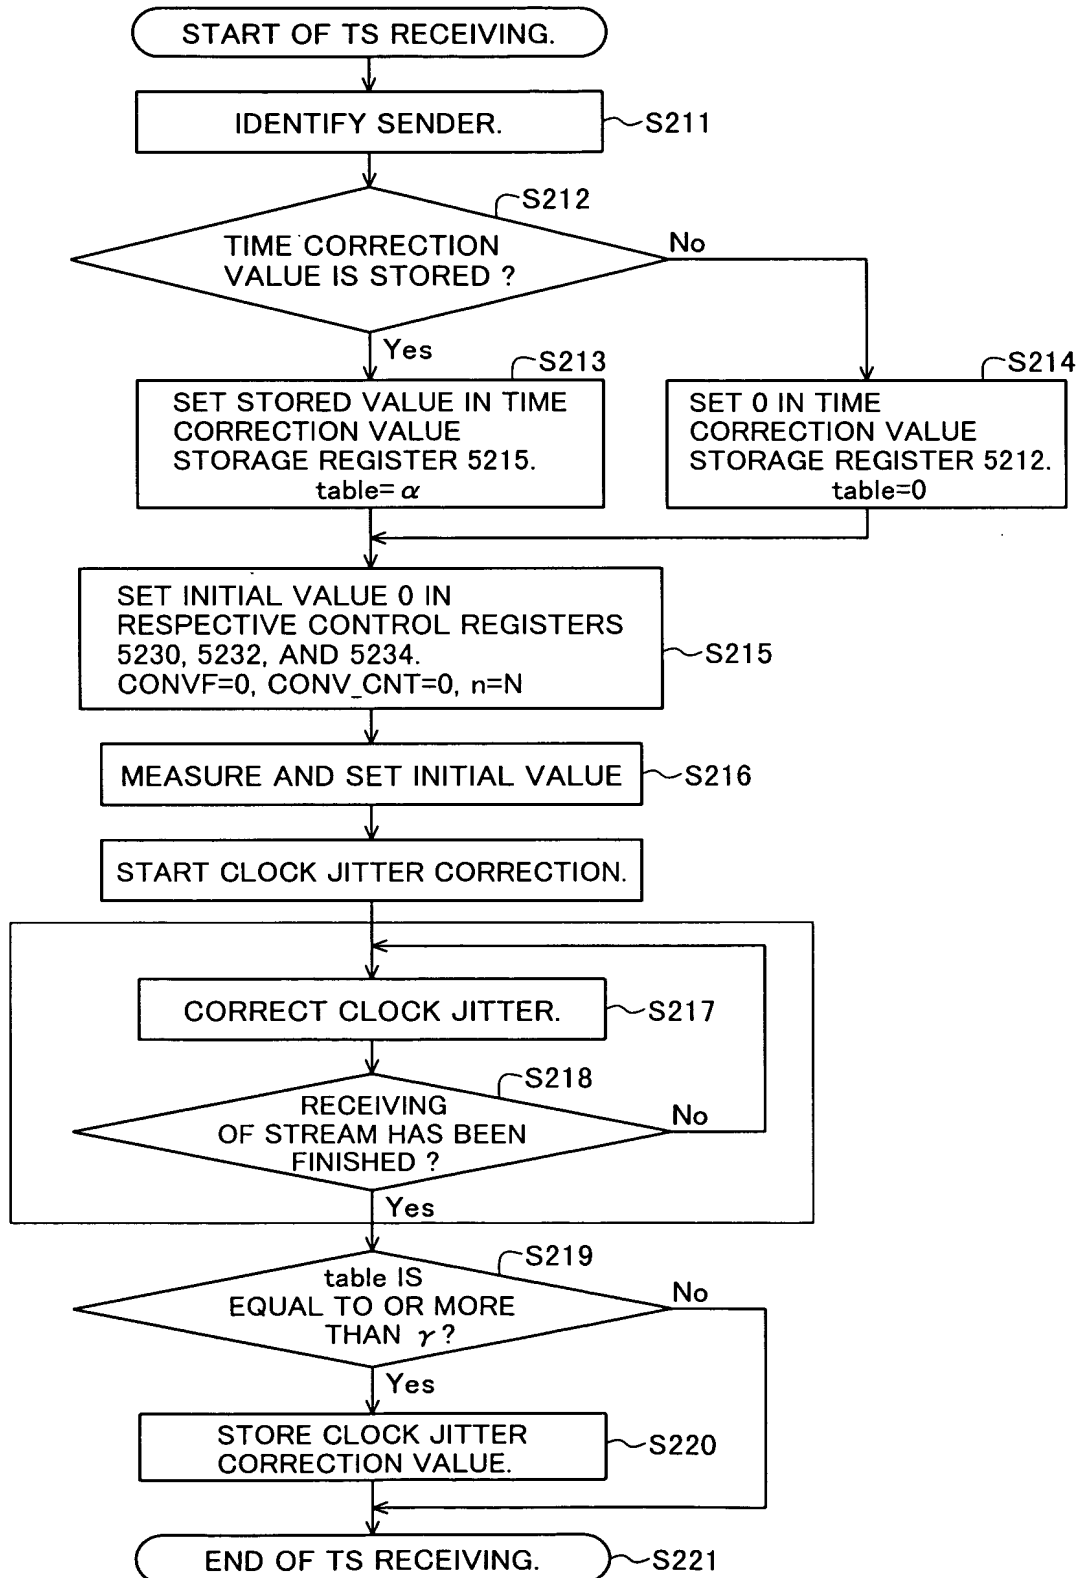 START OF TS RECEIVING.
IDENTIFY SENDER.
S211
S212
TIME CORRECTION
VALUE IS STORED ?
No
Yes
S213
SET STORED VALUE IN TIME
CORRECTION VALUE
STORAGE REGISTER 5215.
table=α
S214
SET 0 IN TIME
CORRECTION VALUE
STORAGE REGISTER 5212.
table=0
SET INITIAL VALUE 0 IN
RESPECTIVE CONTROL REGISTERS
5230, 5232, AND 5234.
CONVF=0, CONV_CNT=0, n=N
S215
MEASURE AND SET INITIAL VALUE
S216
START CLOCK JITTER CORRECTION.
CORRECT CLOCK JITTER.
S217
S218
RECEIVING
OF STREAM HAS BEEN
FINISHED ?
No
Yes
S219
table IS
EQUAL TO OR MORE
THAN γ?
No
Yes
STORE CLOCK JITTER
CORRECTION VALUE.
S220
END OF TS RECEIVING.
S221